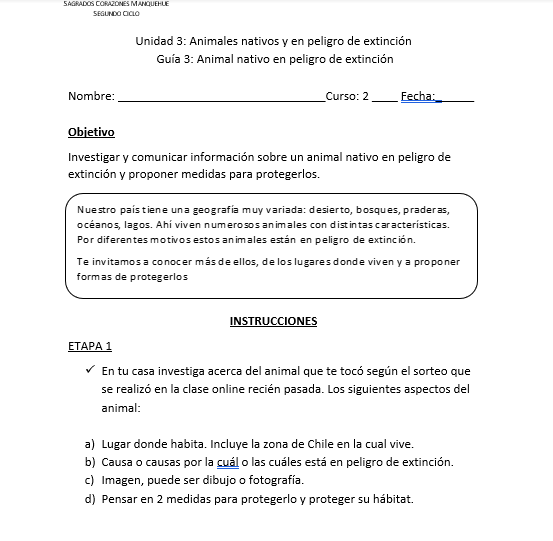 SAGRADOS CORAZONES MANQUEHUE
SEGUNDO CICLO
Unidad 3: Animales nativos y en peligro de extinción
Guía 3: Animal nativo en peligro de extinción
Nombre: ________________________________Curso: 2 ____ Fecha:_______
Objetivo
Investigar y comunicar información sobre un animal nativo en peligro de
extinción y proponer medidas para protegerlos.
Nuestro país tiene una geografía muy variada: desierto, bosques, praderas,
océanos, lagos. Ahí viven numerosos animales con distintas características.
Por diferentes motivos estos animales están en peligro de extinción.
Te invitamos a conocer más de ellos, de los lugares donde viven y a proponer
formas de protegerlos
INSTRUCCIONES
ETAPA 1
✓ En tu casa investiga acerca del animal que te tocó según el sorteo que
se realizó en la clase online recién pasada. Los siguientes aspectos del
animal:
a) Lugar donde habita. Incluye la zona de Chile en la cual vive.
b) Causa o causas por la cuál o las cuáles está en peligro de extinción.
c) Imagen, puede ser dibujo o fotografía.
d) Pensar en 2 medidas para protegerlo y proteger su hábitat.